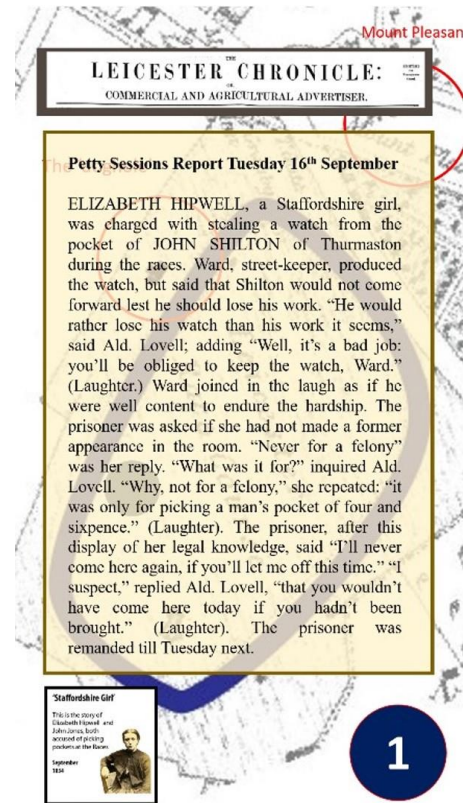 Mount Pleasan
THE
LEICESTER CHRONICLE:
OR,
COMMERCIAL AND AGRICULTURAL ADVERTISER.
Petty Sessions Report Tuesday 16th September
ELIZABETH HIPWELL, a Staffordshire girl,
was charged with stealing a watch from the
pocket of JOHN SHILTON of Thurmaston
during the races. Ward, street-keeper, produced
the watch, but said that Shilton would not come
forward lest he should lose his work. “He would
rather lose his watch than his work it seems,”
said Ald. Lovell; adding “Well, it’s a bad job:
you’ll be obliged to keep the watch, Ward.”
(Laughter.) Ward joined in the laugh as if he
were well content to endure the hardship. The
prisoner was asked if she had not made a former
appearance in the room. “Never for a felony”
was her reply. “What was it for?” inquired Ald.
Lovell. “Why, not for a felony,” she repeated: “it
was only for picking a man’s pocket of four and
sixpence.” (Laughter). The prisoner, after this
display of her legal knowledge, said “I’ll never
come here again, if you’ll let me off this time.” “I
suspect,” replied Ald. Lovell, “that you wouldn’t
have come here today if you hadn’t been
brought.” (Laughter). The prisoner was
remanded till Tuesday next.
‘Staffordshire Girl’
This is the story of
Elizabeth Hipwell and
John Jones, both
accused of picking
pockets at the Races
September
1834
1